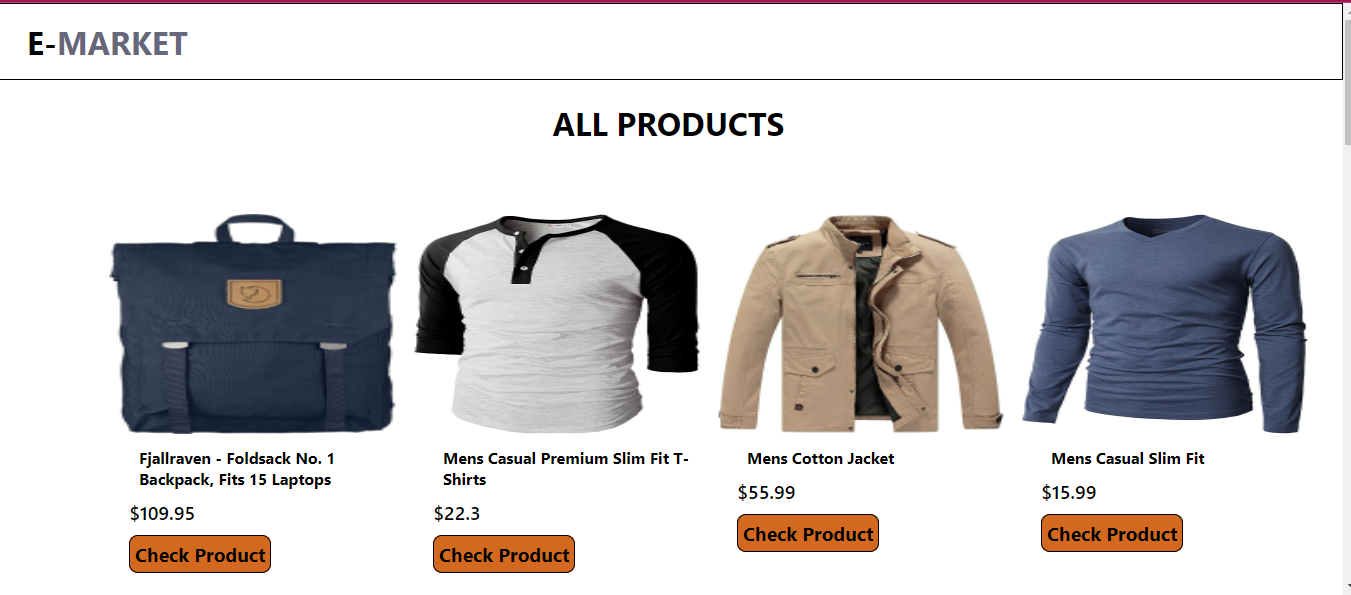 E-MARKET
ALL PRODUCTS
Fjallraven - Foldsack No. 1
Backpack, Fits 15 Laptops
$109.95
Check Product
Mens Casual Premium Slim Fit T-
Shirts
$22.3
Check Product
Mens Cotton Jacket
$55.99
Check Product
Mens Casual Slim Fit
$15.99
Check Product